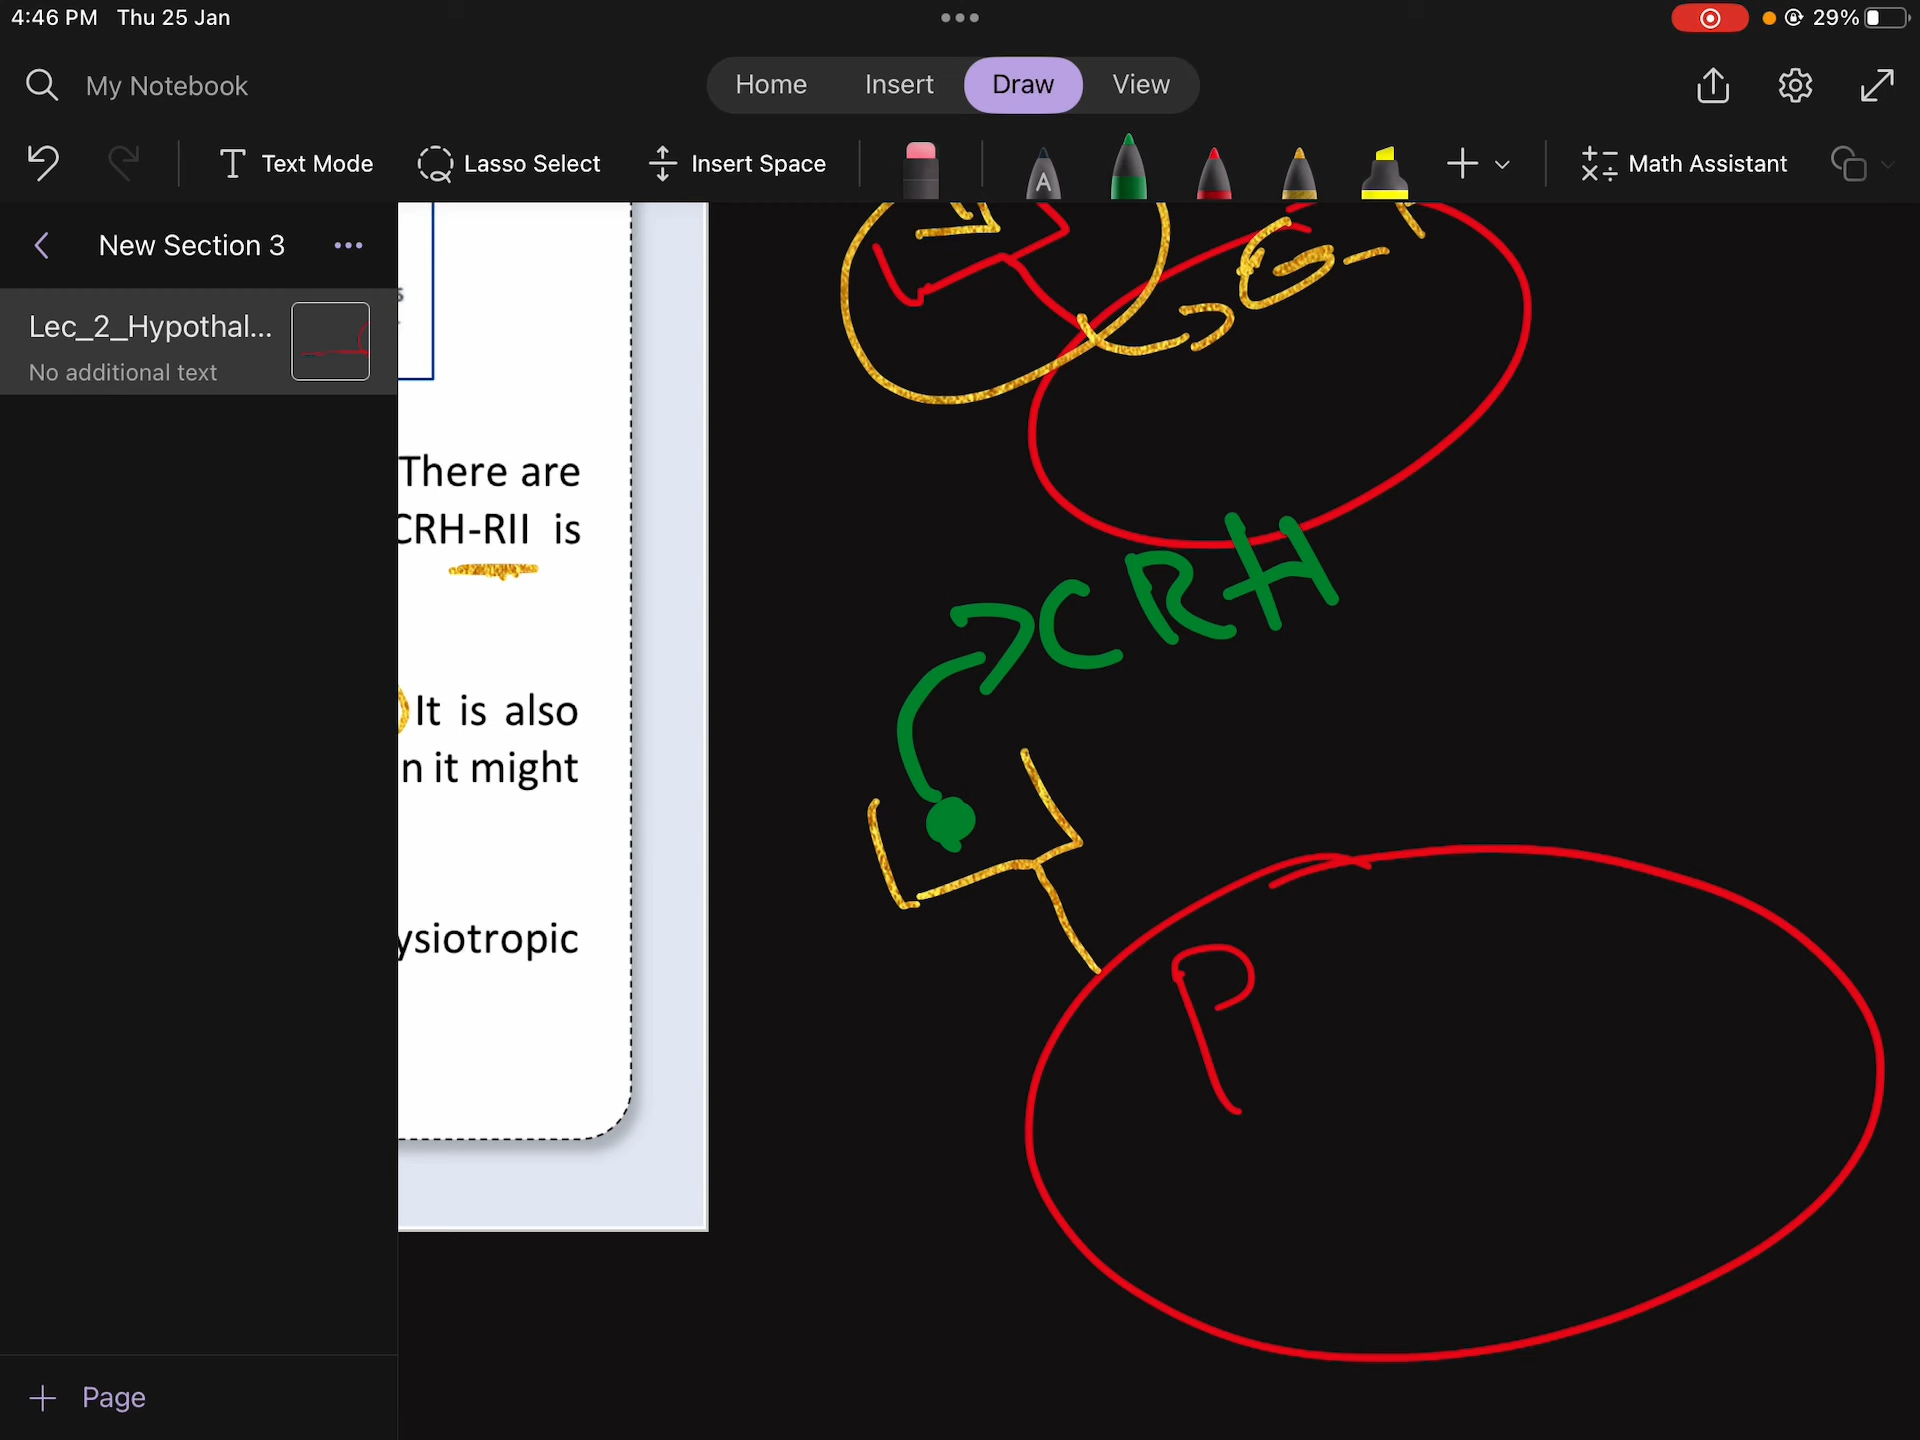 4:46 PM Thu 25 Jan
29%
My Notebook
Home Insert Draw View
Text Mode Lasso Select Insert Space
A
Math Assistant
New Section 3
Lec_2_Hypothal...
No additional text
There are
CRH-RII is
It is also
n it might
ysiotropic
G-
CRH
P
Page